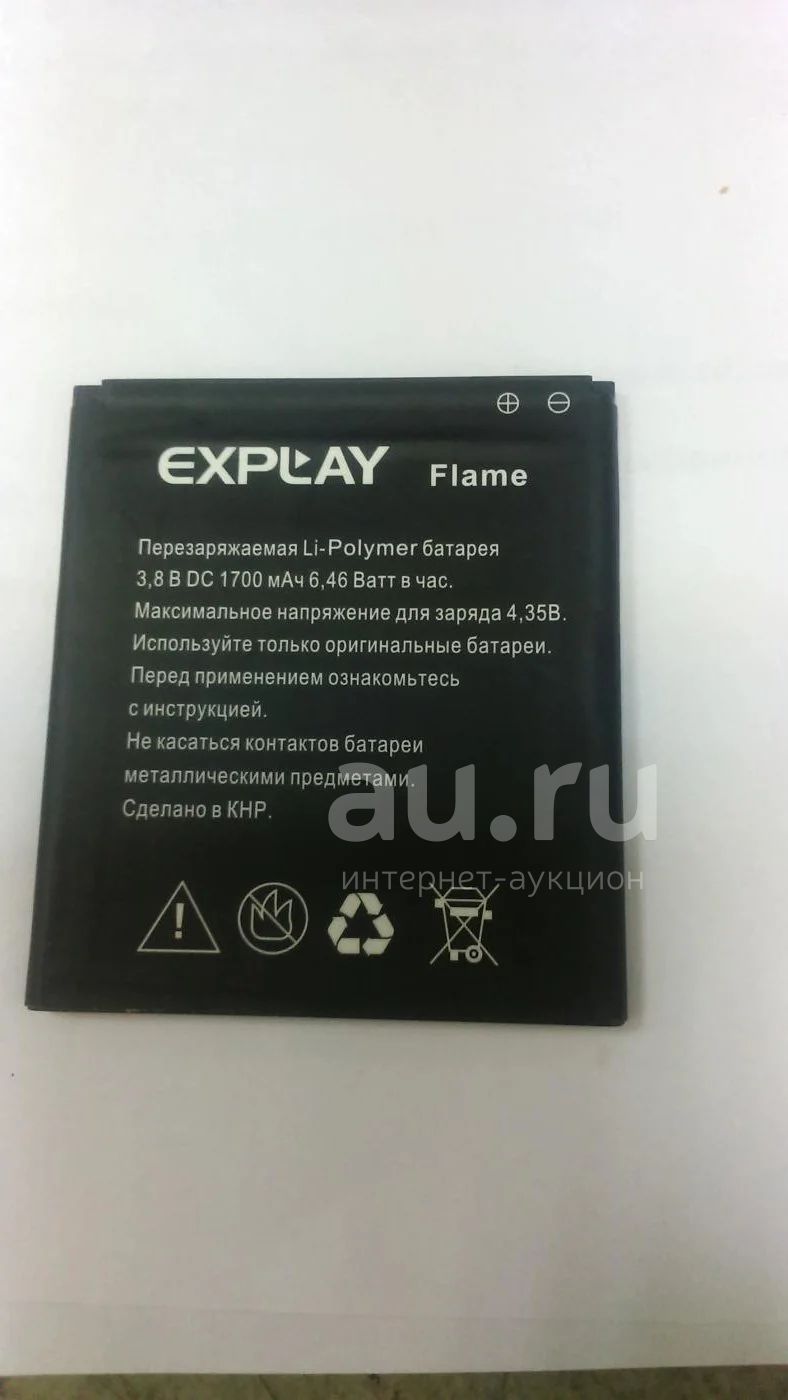 EXPLAY Flame
Перезаряжаемая Li-Polymer батарея
3,8 В DC 1700 мАч 6,46 Ватт в час.
Максимальное напряжение для заряда 4,35В.
Используйте только оригинальные батареи.
Перед применением ознакомьтесь
с инструкцией.
Не касаться контактов батареи
металлическими предметами.
Сделано в КНР.
au.ru
интернет-аукцион